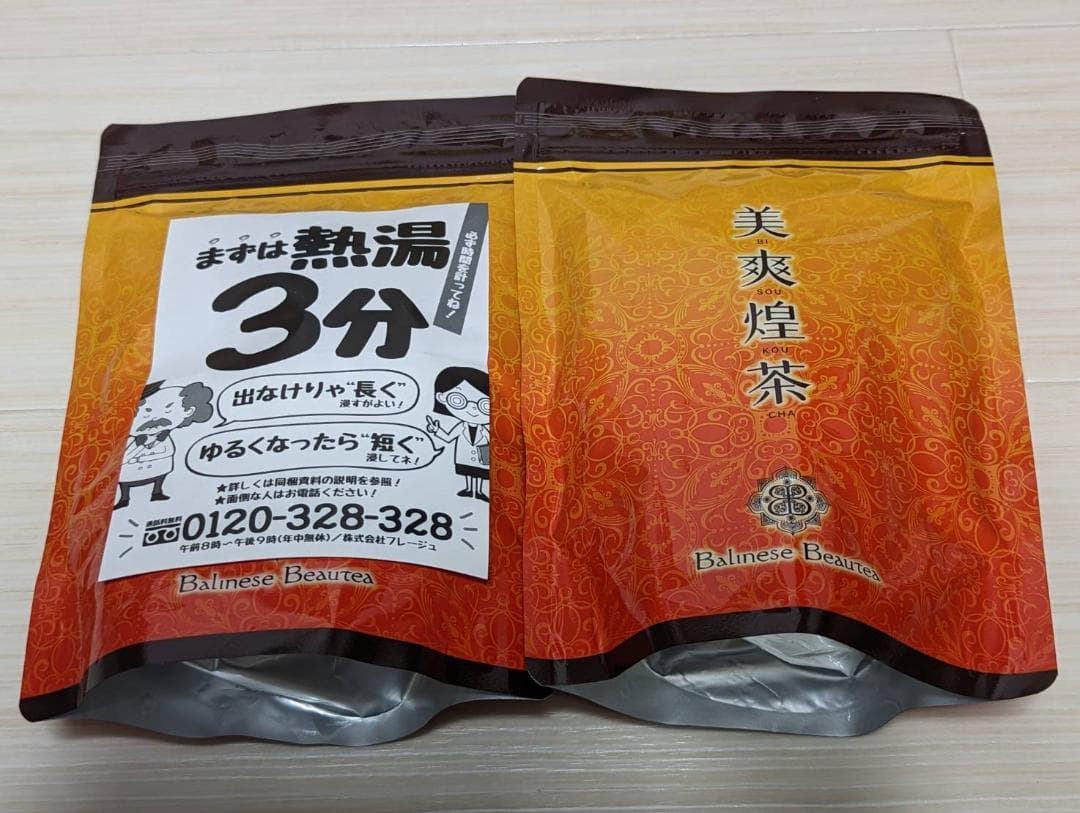 まずは熱湯
3分
必ず時間を計ってね！
出なけりゃ"長く"
浸すがよい！
ゆるくなったら"短く"
浸してネ！
★詳しくは同梱資料の説明を参照！
★面倒な人はお電話ください！
通話料無料
0120-328-328
午前8時〜午後9時(年中無休)／株式会社フレージュ
Balinese Beautea
美
BI
爽
SOU
煌
KOU
茶
CHA
Balinese Beautea